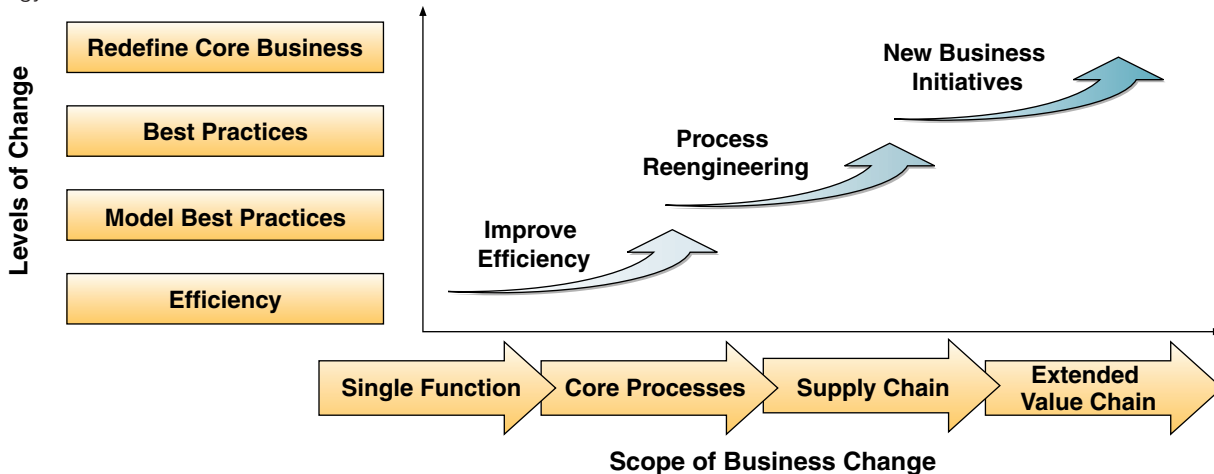 gy
Levels of Change
Redefine Core Business
Best Practices
Model Best Practices
Efficiency
New Business
Initiatives
Process
Reengineering
Improve
Efficiency
Single Function
Core Processes
Supply Chain
Extended
Value Chain
Scope of Business Change